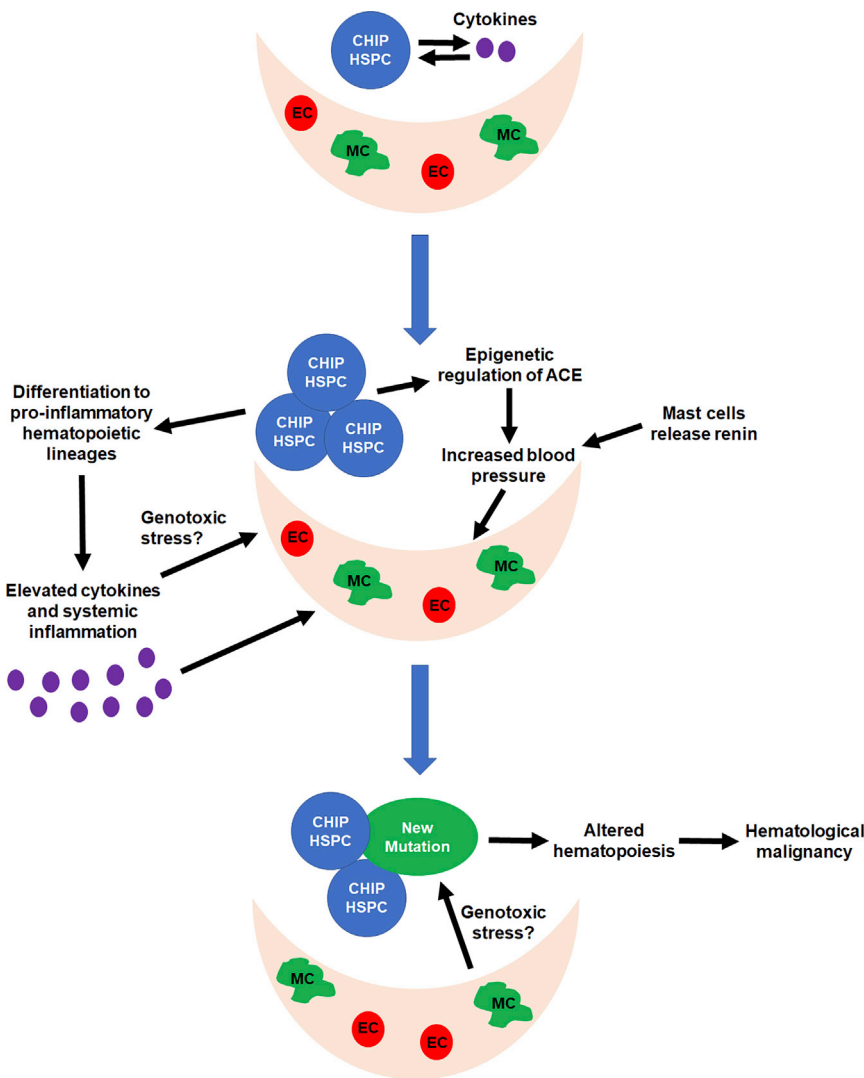 Cytokines
CHIP
HSPC
EC
MC
MC
EC
CHIP
HSPC
CHIP
HSPC
CHIP
HSPC
Epigenetic
regulation of ACE
Differentiation to
pro-inflammatory
hematopoietic
lineages
Mast cells
release renin
Increased blood
pressure
Genotoxic
stress?
EC
MC
MC
EC
Elevated cytokines
and systemic
inflammation
CHIP
HSPC
New
Mutation
CHIP
HSPC
Altered
hematopoiesis
Hematological
malignancy
Genotoxic
stress?
MC
MC
EC
EC